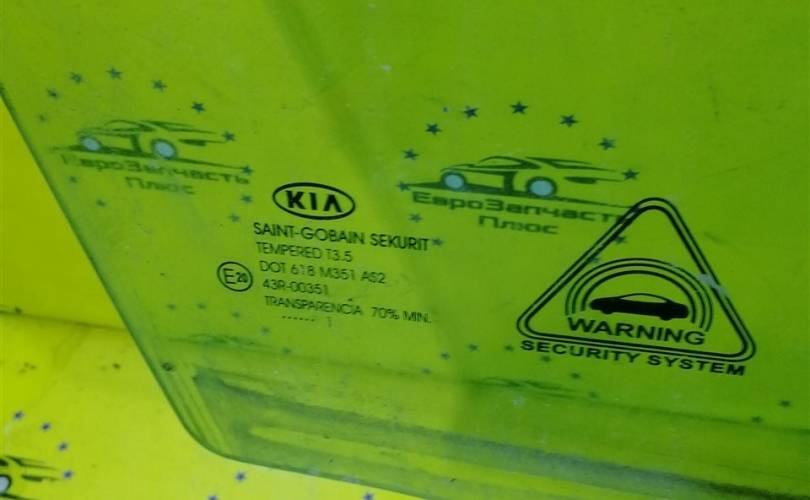 ЕвроЗапчасть
Плюс
ЕвроЗапчасть
Плюс
KIA
SAINT-GOBAIN SEKURIT
TEMPERED T3.5
DOT 618 M351 AS2
E20
43R-00351
TRANSPARENCIA 70% MIN.
...... 1
WARNING
SECURITY SYSTEM